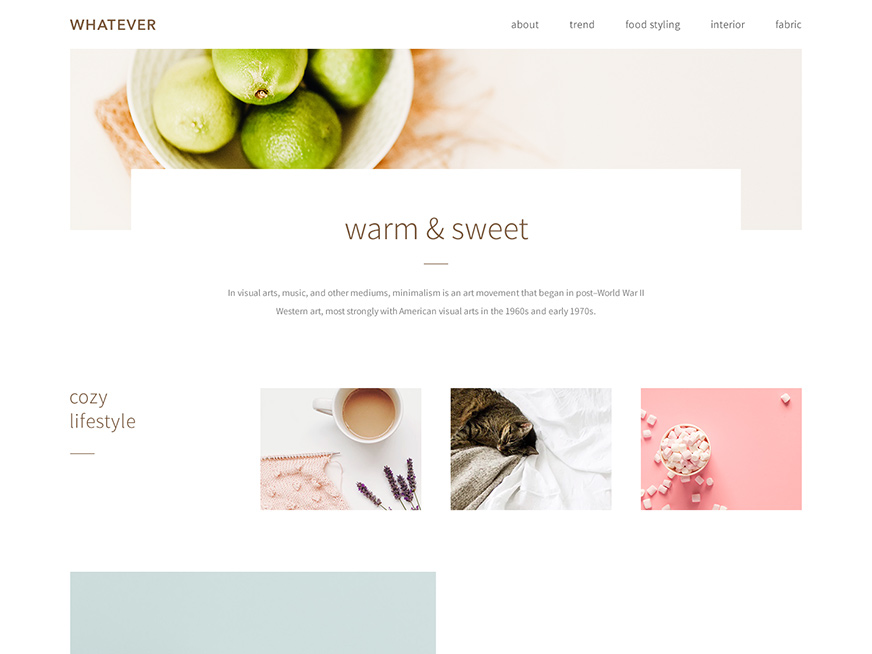 WHATEVER
about trend food styling interior fabric
warm & sweet
In visual arts, music, and other mediums, minimalism is an art movement that began in post–World War II
Western art, most strongly with American visual arts in the 1960s and early 1970s.
cozy
lifestyle